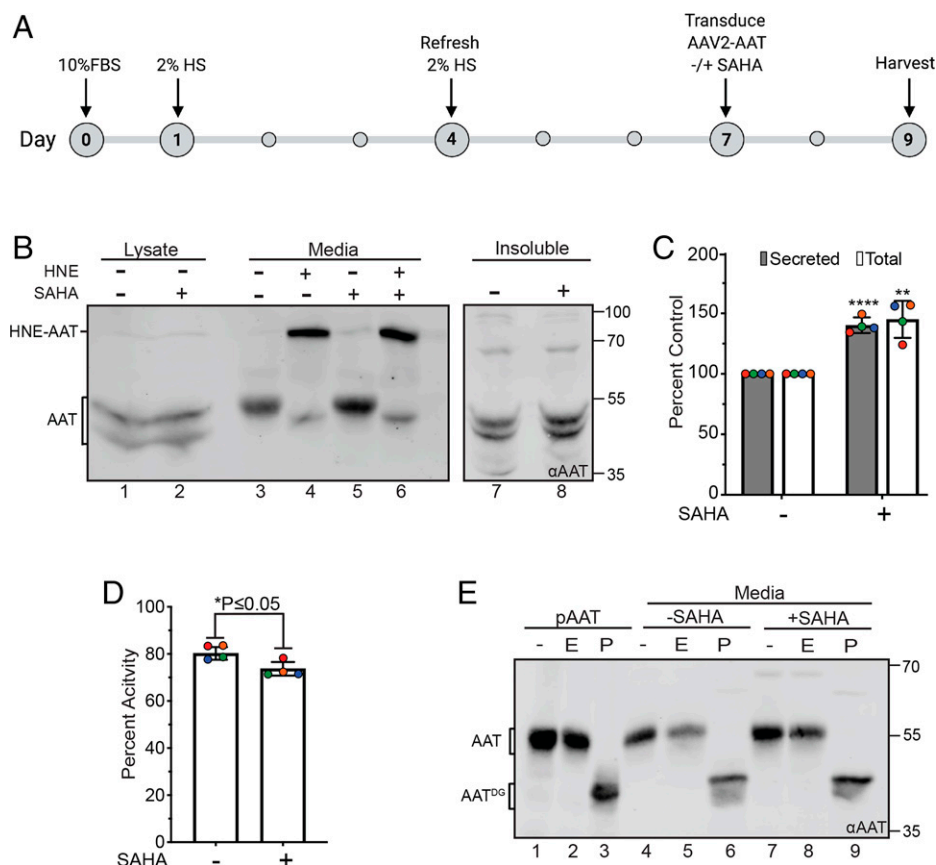 A
10%FBS
2% HS
Refresh
2% HS
Transduce
AAV2-AAT
-/+ SAHA
Harvest
Day 0 1 4 7 9
B
Lysate Media Insoluble
HNE - - - + - +
SAHA - + - - + + - +
HNE-AAT
AAT
100
70
55
35
αAAT
1 2 3 4 5 6 7 8
C
Secreted Total
Percent Control
200
150
100
50
0
**** **
SAHA - +
D
*P≤0.05
Percent Acitvity
100
80
60
40
20
0
SAHA - +
E
Media
pAAT -SAHA +SAHA
- E P - E P - E P
AAT
AATᴰᴳ
70
55
35
αAAT
1 2 3 4 5 6 7 8 9